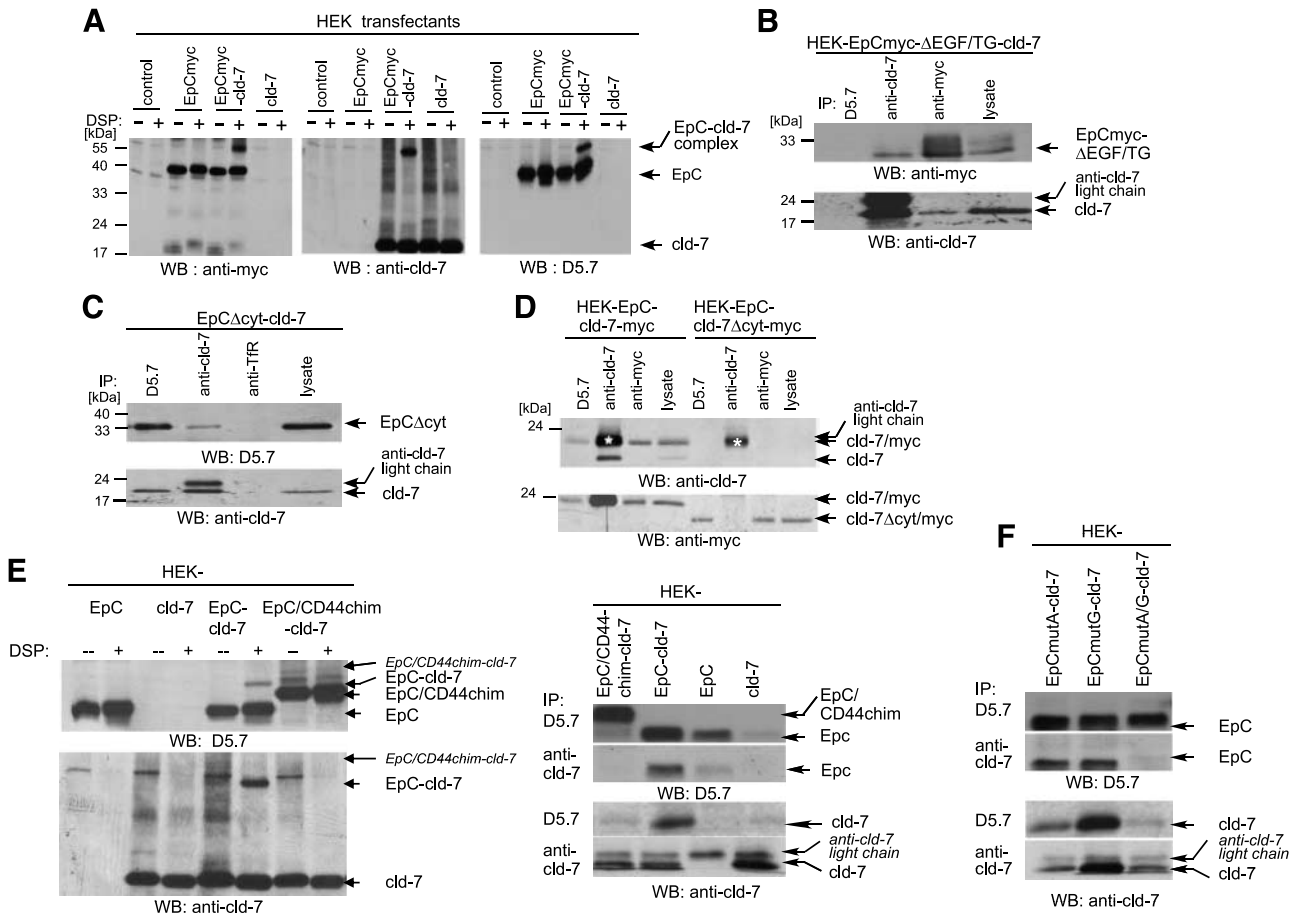 A
HEK transfectants
control
EpCmyc
EpCmyc
-cld-7
cld-7
control
EpCmyc
EpCmyc
-cld-7
cld-7
control
EpCmyc
EpCmyc
-cld-7
cld-7
DSP: – + – + – + – + – + – + – + – + – + – + – + – +
[kDa]
55
40
33
24
17
EpC-cld-7
complex
EpC
cld-7
WB : anti-myc
WB : anti-cld-7
WB : D5.7
B
HEK-EpCmyc-ΔEGF/TG-cld-7
IP:
D5.7
anti-cld-7
anti-myc
lysate
[kDa]
33
EpCmyc-
ΔEGF/TG
WB: anti-myc
24
17
anti-cld-7
light chain
cld-7
WB: anti-cld-7
C
EpCΔcyt-cld-7
IP:
D5.7
anti-cld-7
anti-TfR
lysate
[kDa]
40
33
EpCΔcyt
WB: D5.7
24
17
anti-cld-7
light chain
cld-7
WB: anti-cld-7
D
HEK-EpC-
cld-7-myc
HEK-EpC-
cld-7Δcyt-myc
D5.7
anti-cld-7
anti-myc
lysate
D5.7
anti-cld-7
anti-myc
lysate
[kDa]
24
* *
anti-cld-7
light chain
cld-7/myc
cld-7
WB: anti-cld-7
24
cld-7/myc
cld-7Δcyt/myc
WB: anti-myc
E
HEK-
EpC
cld-7
EpC-
cld-7
EpC/CD44chim
-cld-7
DSP: -- + -- + -- + – +
EpC/CD44chim-cld-7
EpC-cld-7
EpC/CD44chim
EpC
WB: D5.7
EpC/CD44chim-cld-7
EpC-cld-7
cld-7
WB: anti-cld-7
HEK-
EpC/CD44-
chim-cld-7
EpC-cld-7
EpC
cld-7
IP:
D5.7
EpC/
CD44chim
Epc
anti-
cld-7
Epc
WB: D5.7
D5.7
cld-7
anti-
cld-7
anti-cld-7
light chain
cld-7
WB: anti-cld-7
F
HEK-
EpCmutA-cld-7
EpCmutG-cld-7
EpCmutA/G-cld-7
IP:
D5.7
EpC
anti-
cld-7
EpC
WB: D5.7
D5.7
cld-7
anti-
cld-7
anti-cld-7
light chain
cld-7
WB: anti-cld-7